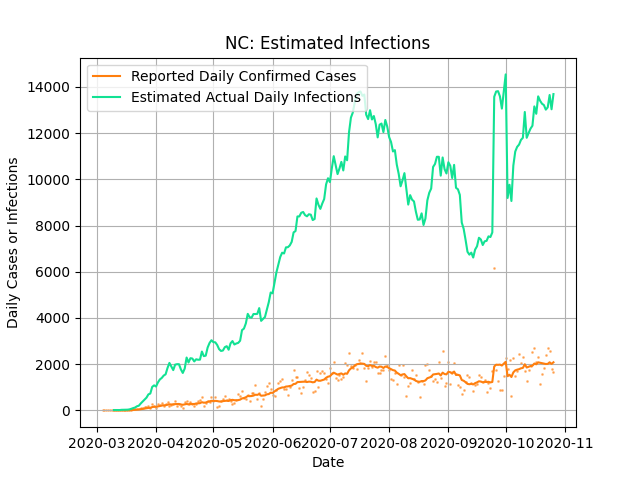 NC: Estimated Infections
Reported Daily Confirmed Cases
Estimated Actual Daily Infections
Daily Cases or Infections
14000
12000
10000
8000
6000
4000
2000
0
2020-03 2020-04 2020-05 2020-06 2020-07 2020-08 2020-09 2020-10 2020-11
Date